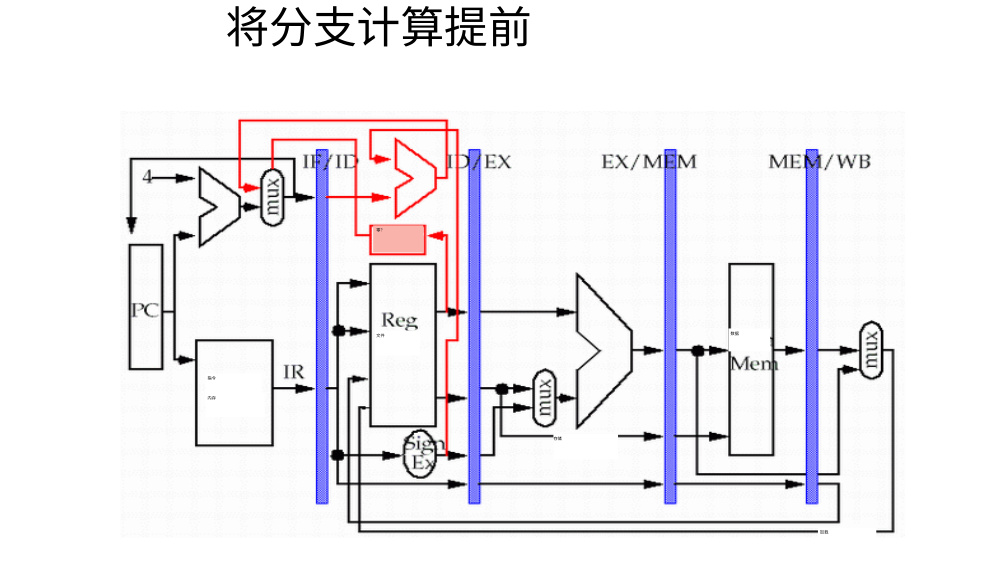 将分支计算提前
IF/ID
ID/EX
EX/MEM
MEM/WB
4
mux
PC
IR
Reg
Sign
Ex
mux
Mem
mux